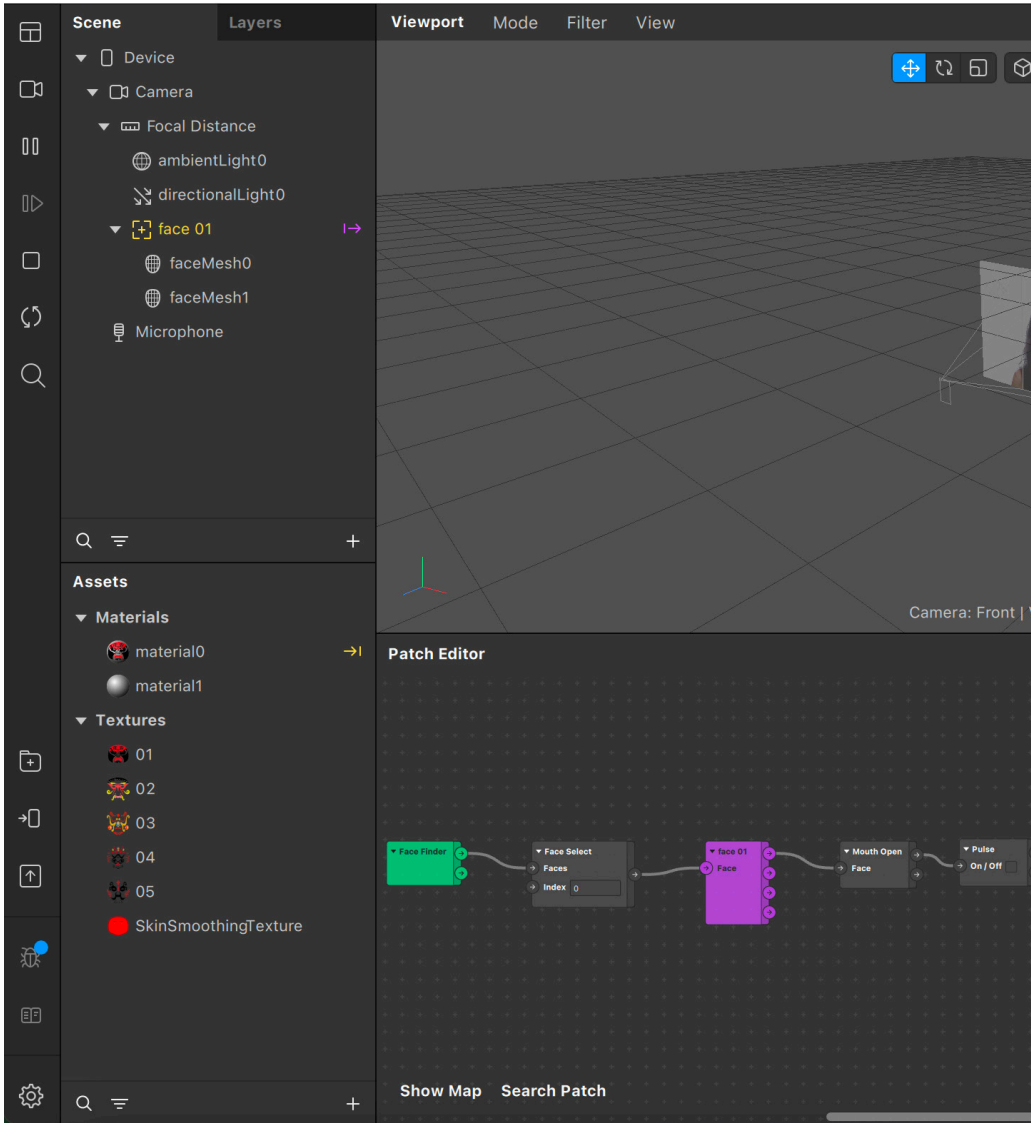 Scene Layers
Device
Camera
Focal Distance
ambientLight0
directionalLight0
face 01
faceMesh0
faceMesh1
Microphone
Assets
Materials
material0
material1
Textures
01
02
03
04
05
SkinSmoothingTexture
Viewport Mode Filter View
Camera: Front |
Patch Editor
Face Finder
Face Select
Faces
Index 0
face 01
Face
Mouth Open
Face
Pulse
On / Off
Show Map Search Patch